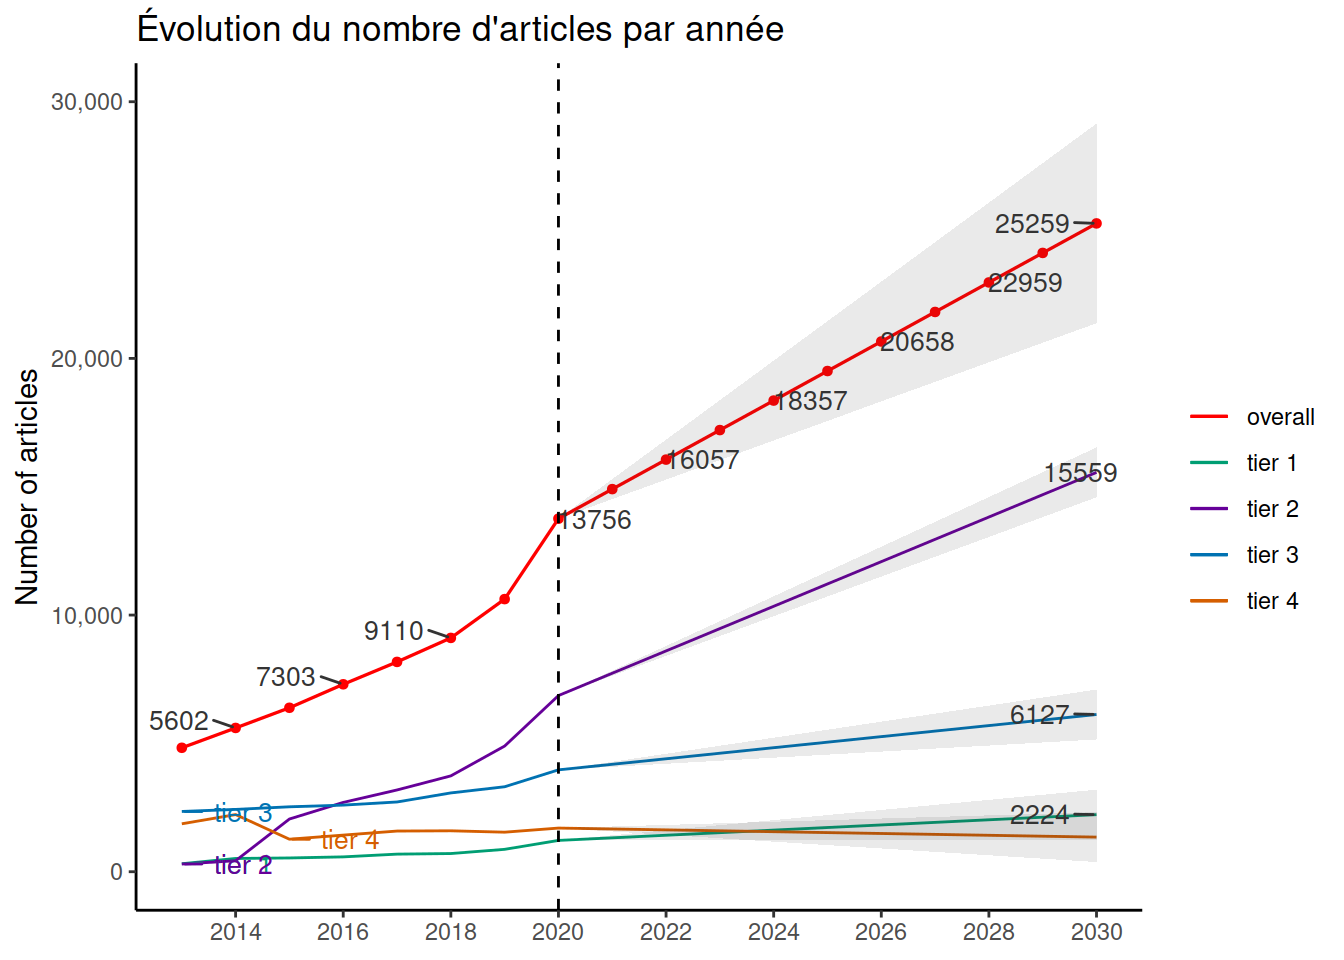 Évolution du nombre d'articles par année
Number of articles
30,000
20,000
10,000
0
25259
22959
20658
18357
16057
15559
13756
9110
7303
5602
6127
2224
tier 3
tier 4
tier 2
2014
2016
2018
2020
2022
2024
2026
2028
2030
overall
tier 1
tier 2
tier 3
tier 4